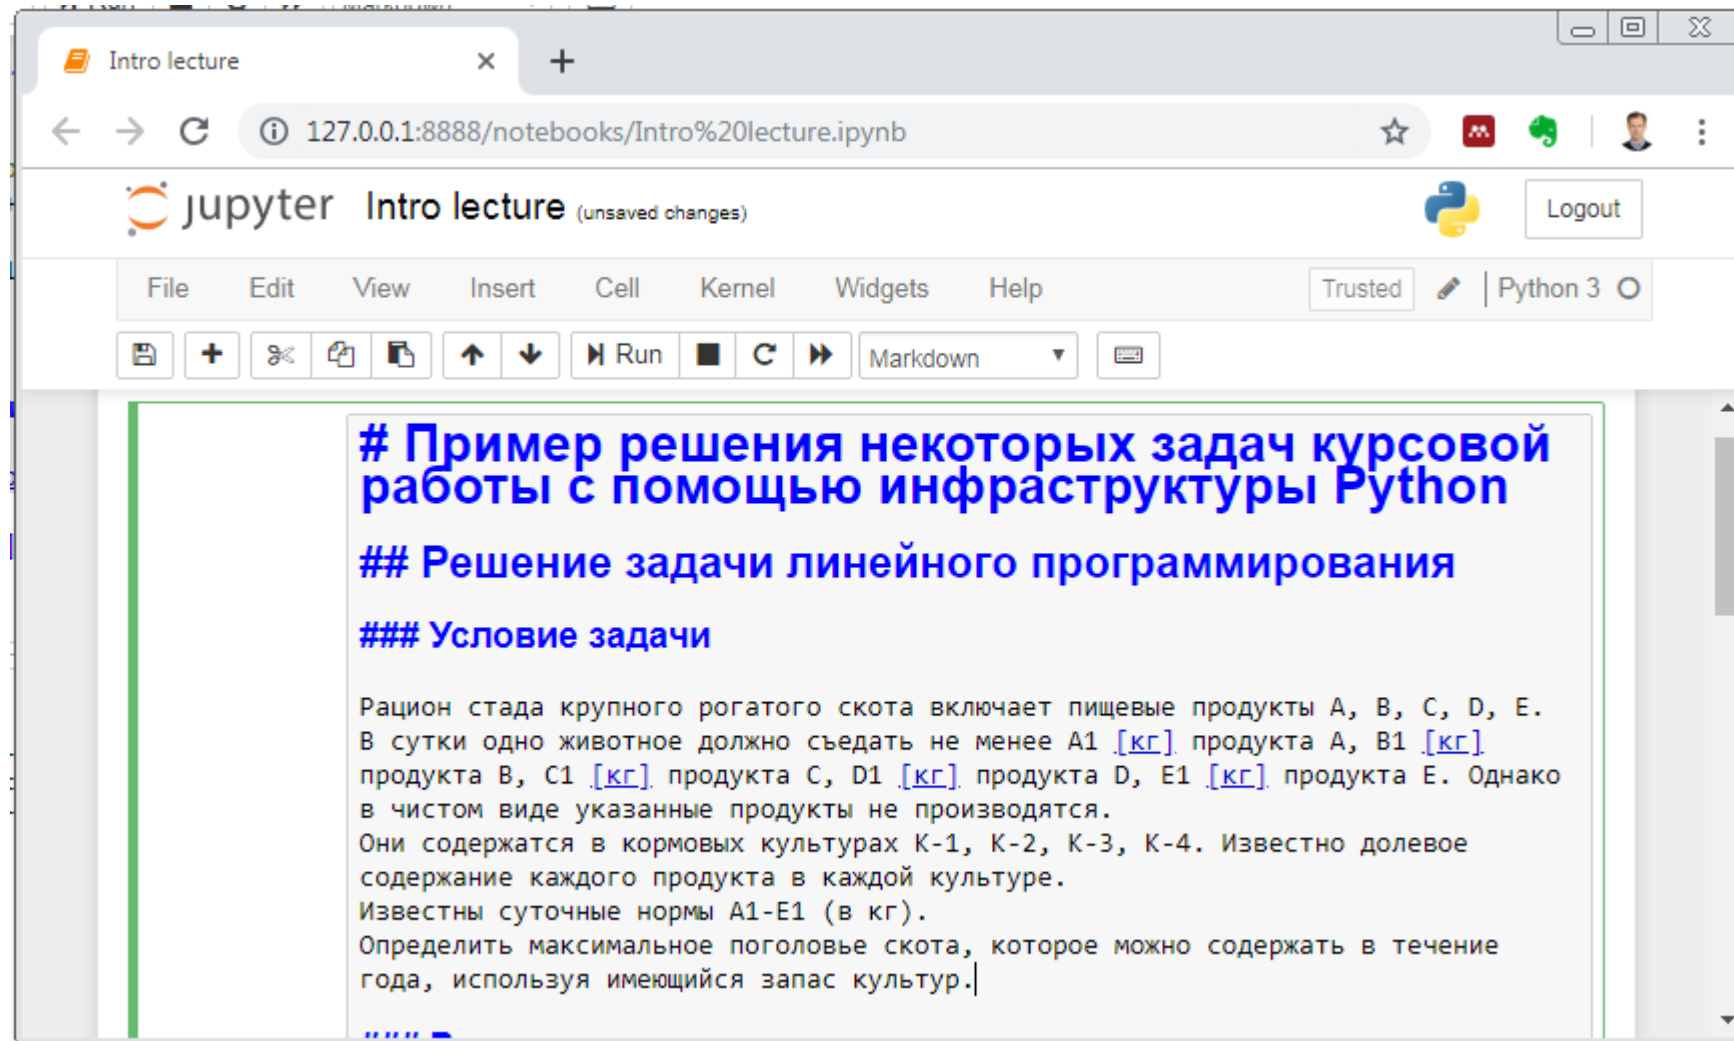 Intro lecture
127.0.0.1:8888/notebooks/Intro%20lecture.ipynb
jupyter Intro lecture (unsaved changes) Logout
File Edit View Insert Cell Kernel Widgets Help Trusted Python 3
Run Markdown
# Пример решения некоторых задач курсовой
работы с помощью инфраструктуры Python
## Решение задачи линейного программирования
### Условие задачи
Рацион стада крупного рогатого скота включает пищевые продукты A, B, C, D, E.
В сутки одно животное должно съедать не менее A1 [кг] продукта A, B1 [кг]
продукта B, C1 [кг] продукта C, D1 [кг] продукта D, E1 [кг] продукта E. Однако
в чистом виде указанные продукты не производятся.
Они содержатся в кормовых культурах К-1, К-2, К-3, К-4. Известно долевое
содержание каждого продукта в каждой культуре.
Известны суточные нормы A1-E1 (в кг).
Определить максимальное поголовье скота, которое можно содержать в течение
года, используя имеющийся запас культур.